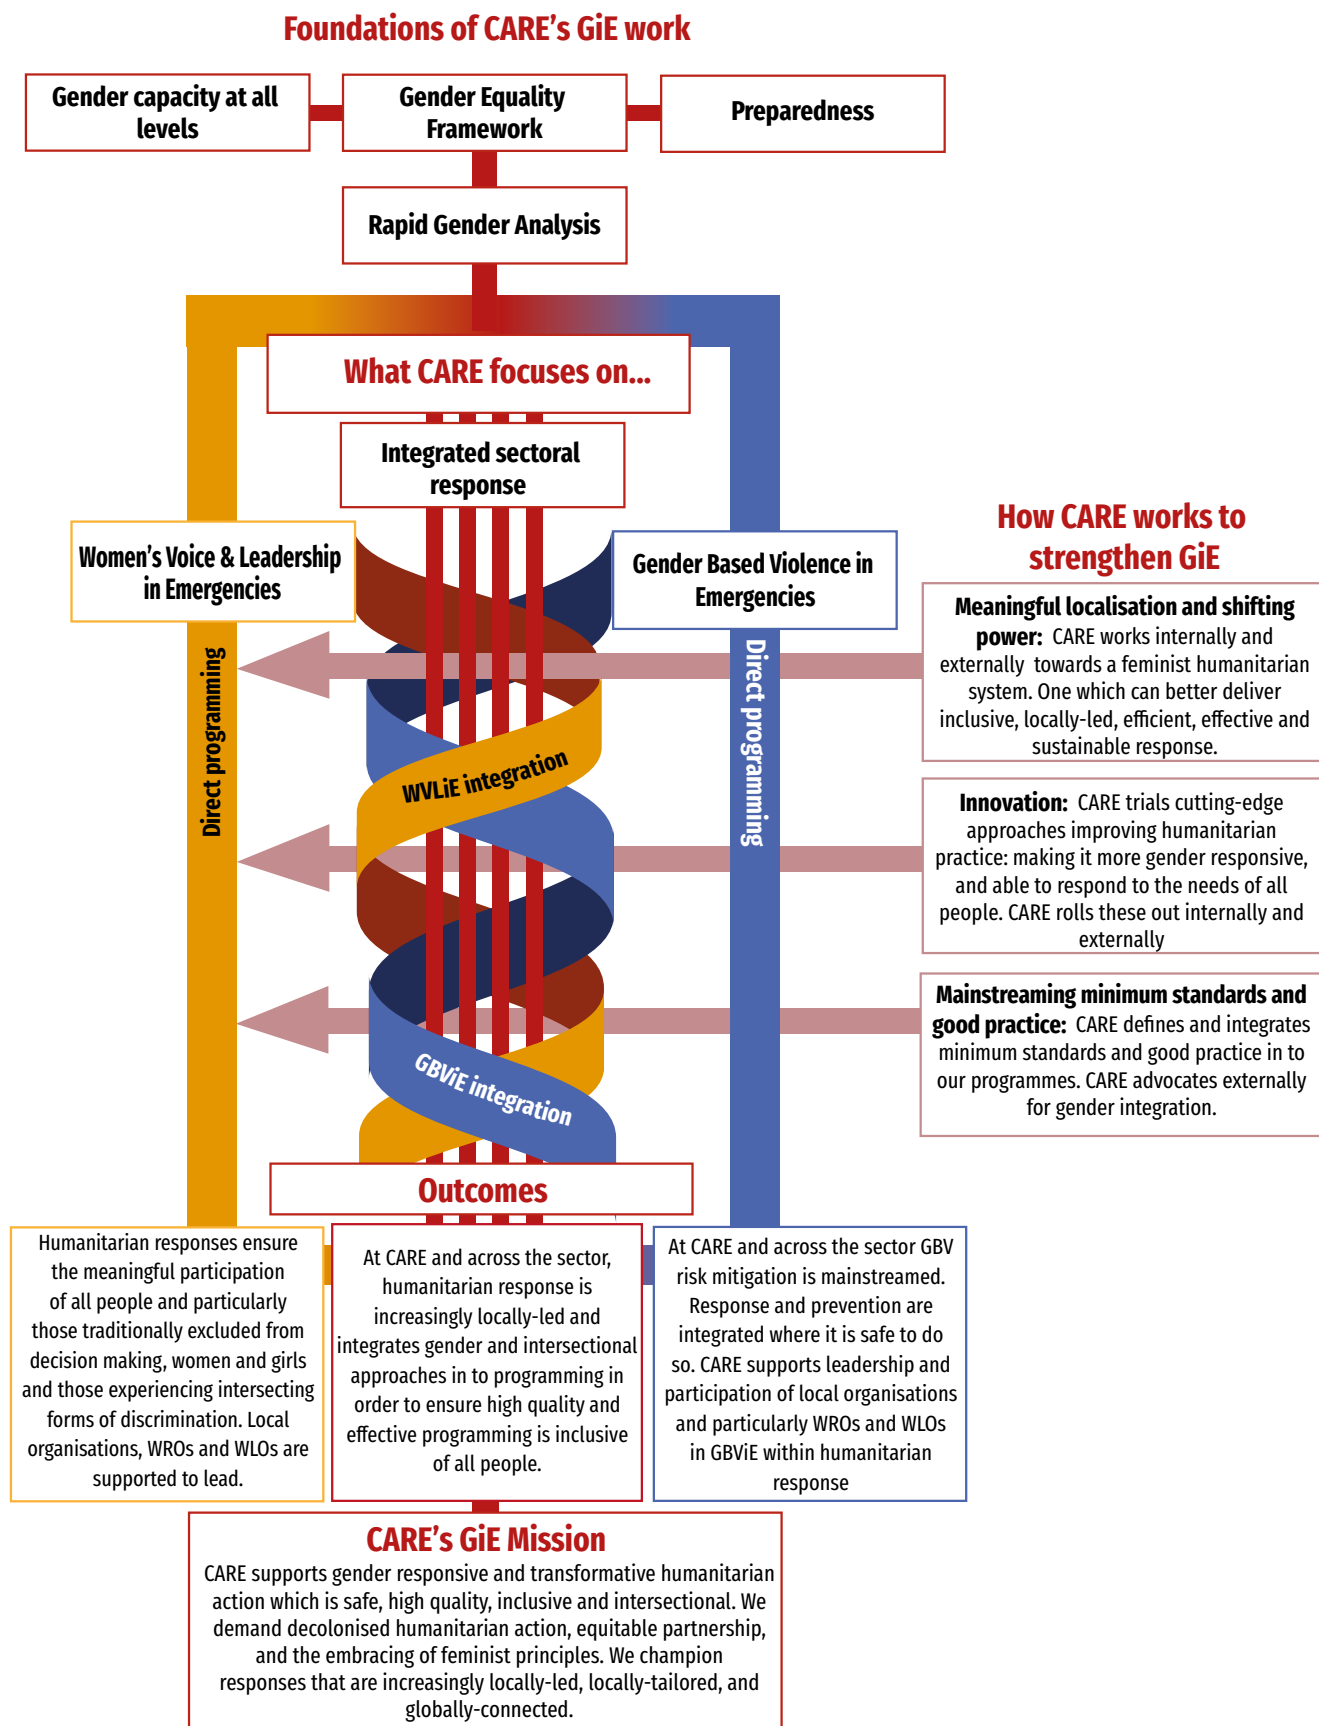 Foundations of CARE's GiE work
Gender capacity at all
levels
Gender Equality
Framework
Preparedness
Rapid Gender Analysis
What CARE focuses on...
Integrated sectoral
response
Women's Voice & Leadership
in Emergencies
Gender Based Violence in
Emergencies
Direct programming
Direct programming
WVLiE integration
GBViE integration
How CARE works to
strengthen GiE
Meaningful localisation and shifting
power: CARE works internally and
externally towards a feminist humanitarian
system. One which can better deliver
inclusive, locally-led, efficient, effective and
sustainable response.
Innovation: CARE trials cutting-edge
approaches improving humanitarian
practice: making it more gender responsive,
and able to respond to the needs of all
people. CARE rolls these out internally and
externally
Mainstreaming minimum standards and
good practice: CARE defines and integrates
minimum standards and good practice in to
our programmes. CARE advocates externally
for gender integration.
Outcomes
Humanitarian responses ensure
the meaningful participation
of all people and particularly
those traditionally excluded from
decision making, women and girls
and those experiencing intersecting
forms of discrimination. Local
organisations, WROs and WLOs are
supported to lead.
At CARE and across the sector,
humanitarian response is
increasingly locally-led and
integrates gender and intersectional
approaches in to programming in
order to ensure high quality and
effective programming is inclusive
of all people.
At CARE and across the sector GBV
risk mitigation is mainstreamed.
Response and prevention are
integrated where it is safe to do
so. CARE supports leadership and
participation of local organisations
and particularly WROs and WLOs
in GBViE within humanitarian
response
CARE's GiE Mission
CARE supports gender responsive and transformative humanitarian
action which is safe, high quality, inclusive and intersectional. We
demand decolonised humanitarian action, equitable partnership,
and the embracing of feminist principles. We champion
responses that are increasingly locally-led, locally-tailored, and
globally-connected.